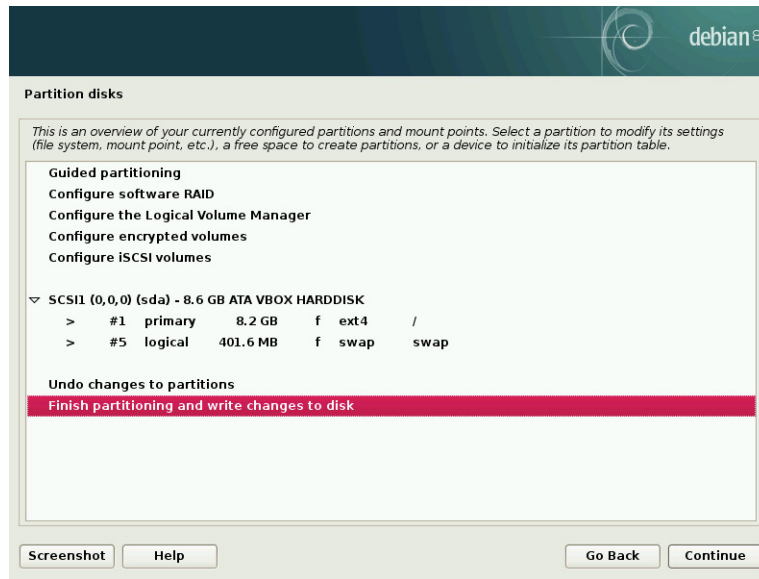 debian 8
Partition disks
This is an overview of your currently configured partitions and mount points. Select a partition to modify its settings
(file system, mount point, etc.), a free space to create partitions, or a device to initialize its partition table.
Guided partitioning
Configure software RAID
Configure the Logical Volume Manager
Configure encrypted volumes
Configure iSCSI volumes
SCSI1 (0,0,0) (sda) - 8.6 GB ATA VBOX HARDDISK
> #1 primary 8.2 GB f ext4 /
> #5 logical 401.6 MB f swap swap
Undo changes to partitions
Finish partitioning and write changes to disk
Screenshot Help Go Back Continue